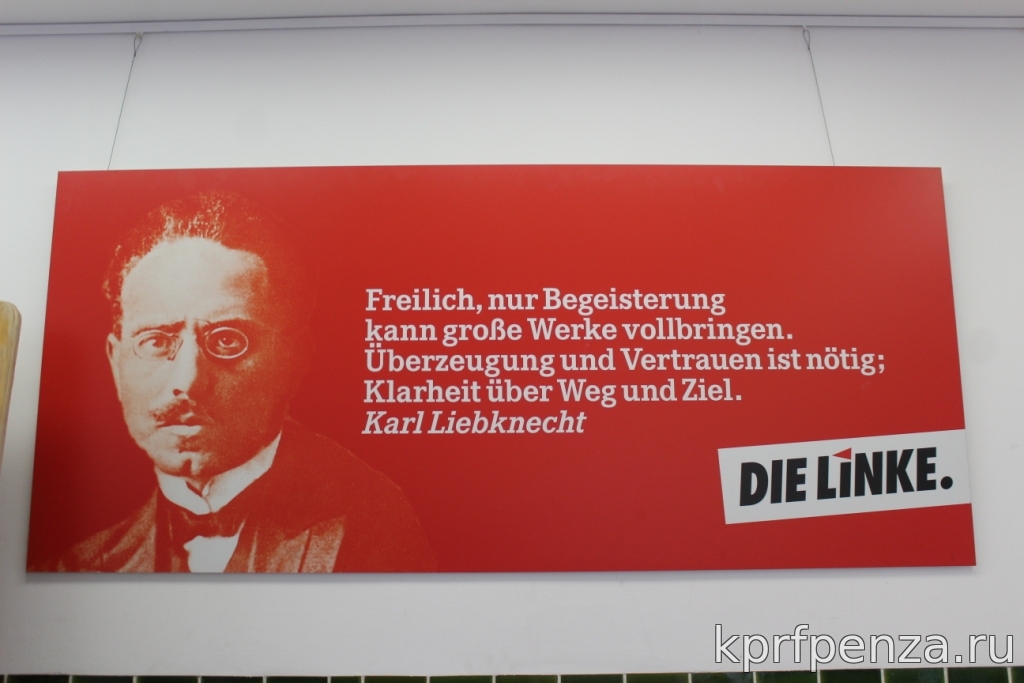 Freilich, nur Begeisterung
kann große Werke vollbringen.
Überzeugung und Vertrauen ist nötig;
Klarheit über Weg und Ziel.
Karl Liebknecht
DIE LINKE.
kprfpenza.ru